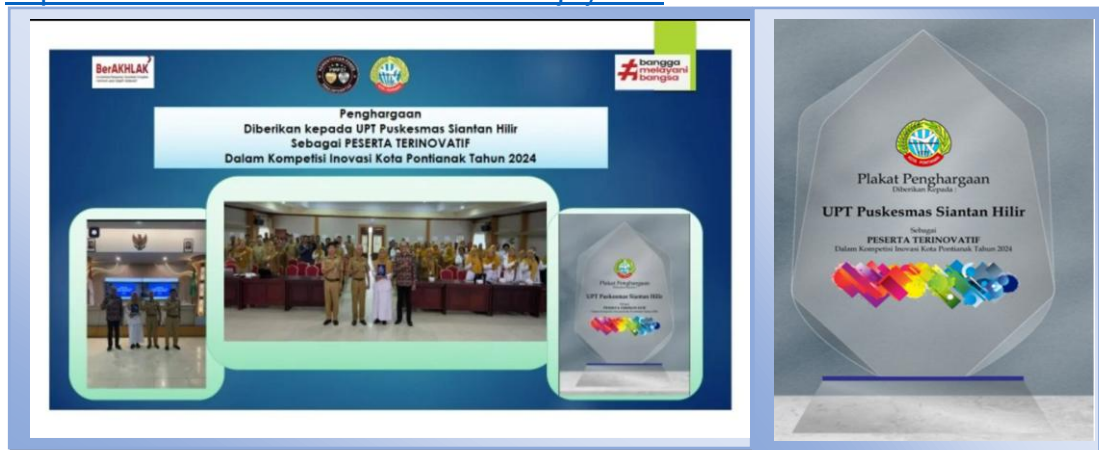 BerAKHLAK
bangga
melayani
bangsa
Penghargaan
Diberikan kepada UPT Puskesmas Siantan Hilir
Sebagai PESERTA TERINOVATIF
Dalam Kompetisi Inovasi Kota Pontianak Tahun 2024
Plakat Penghargaan
UPT Puskesmas Siantan Hilir
PESERTA TERINOVATIF
Plakat Penghargaan
Diberikan Kepada :
UPT Puskesmas Siantan Hilir
Sebagai
PESERTA TERINOVATIF
Dalam Kompetisi Inovasi Kota Pontianak Tahun 2024